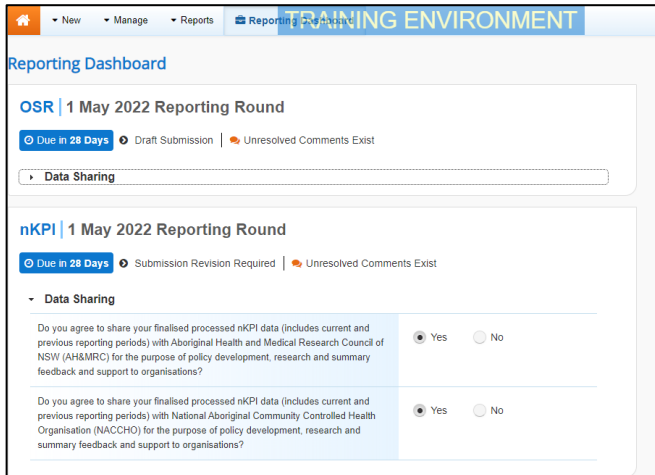 New Manage Reports Reporting Dashboard TRAINING ENVIRONMENT
Reporting Dashboard
OSR | 1 May 2022 Reporting Round
Due in 28 Days Draft Submission | Unresolved Comments Exist
Data Sharing
nKPI | 1 May 2022 Reporting Round
Due in 28 Days Submission Revision Required | Unresolved Comments Exist
Data Sharing
Do you agree to share your finalised processed nKPI data (includes current and
previous reporting periods) with Aboriginal Health and Medical Research Council of
NSW (AH&MRC) for the purpose of policy development, research and summary
feedback and support to organisations?
Yes No
Do you agree to share your finalised processed nKPI data (includes current and
previous reporting periods) with National Aboriginal Community Controlled Health
Organisation (NACCHO) for the purpose of policy development, research and
summary feedback and support to organisations?
Yes No